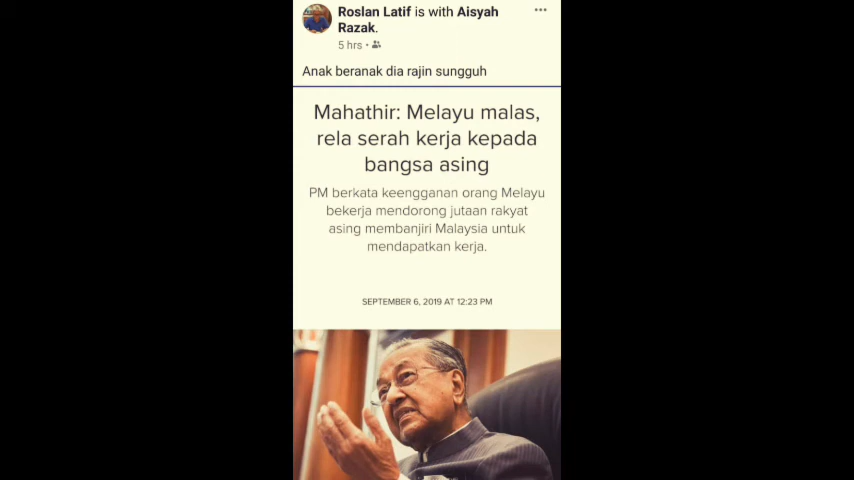 Roslan Latif is with Aisyah
Razak.
5 hrs •
Anak beranak dia rajin sungguh
Mahathir: Melayu malas,
rela serah kerja kepada
bangsa asing
PM berkata keengganan orang Melayu
bekerja mendorong jutaan rakyat
asing membanjiri Malaysia untuk
mendapatkan kerja.
SEPTEMBER 6, 2019 AT 12:23 PM